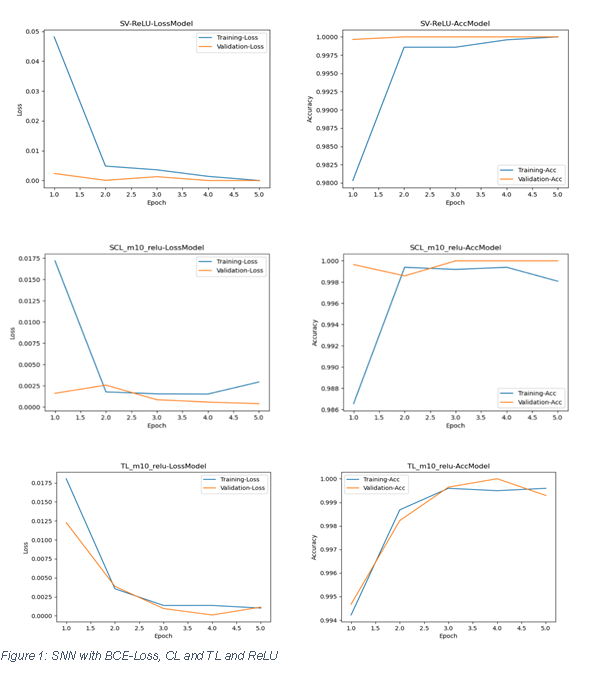 SV-ReLU-LossModel
0.05
0.04
0.03
0.02
0.01
0.00
Loss
1.0 1.5 2.0 2.5 3.0 3.5 4.0 4.5 5.0
Epoch
Training-Loss
Validation-Loss
SV-ReLU-AccModel
1.0000
0.9975
0.9950
0.9925
0.9900
0.9875
0.9850
0.9825
0.9800
Accuracy
1.0 1.5 2.0 2.5 3.0 3.5 4.0 4.5 5.0
Epoch
Training-Acc
Validation-Acc
SCL_m10_relu-LossModel
0.0175
0.0150
0.0125
0.0100
0.0075
0.0050
0.0025
0.0000
Loss
1.0 1.5 2.0 2.5 3.0 3.5 4.0 4.5 5.0
Epoch
Training-Loss
Validation-Loss
SCL_m10_relu-AccModel
1.000
0.998
0.996
0.994
0.992
0.990
0.988
0.986
Accuracy
1.0 1.5 2.0 2.5 3.0 3.5 4.0 4.5 5.0
Epoch
Training-Acc
Validation-Acc
TL_m10_relu-LossModel
0.0175
0.0150
0.0125
0.0100
0.0075
0.0050
0.0025
0.0000
Loss
1.0 1.5 2.0 2.5 3.0 3.5 4.0 4.5 5.0
Epoch
Training-Loss
Validation-Loss
TL_m10_relu-AccModel
1.000
0.999
0.998
0.997
0.996
0.995
0.994
Accuracy
1.0 1.5 2.0 2.5 3.0 3.5 4.0 4.5 5.0
Epoch
Training-Acc
Validation-Acc
Figure 1: SNN with BCE-Loss, CL and TL and ReLU